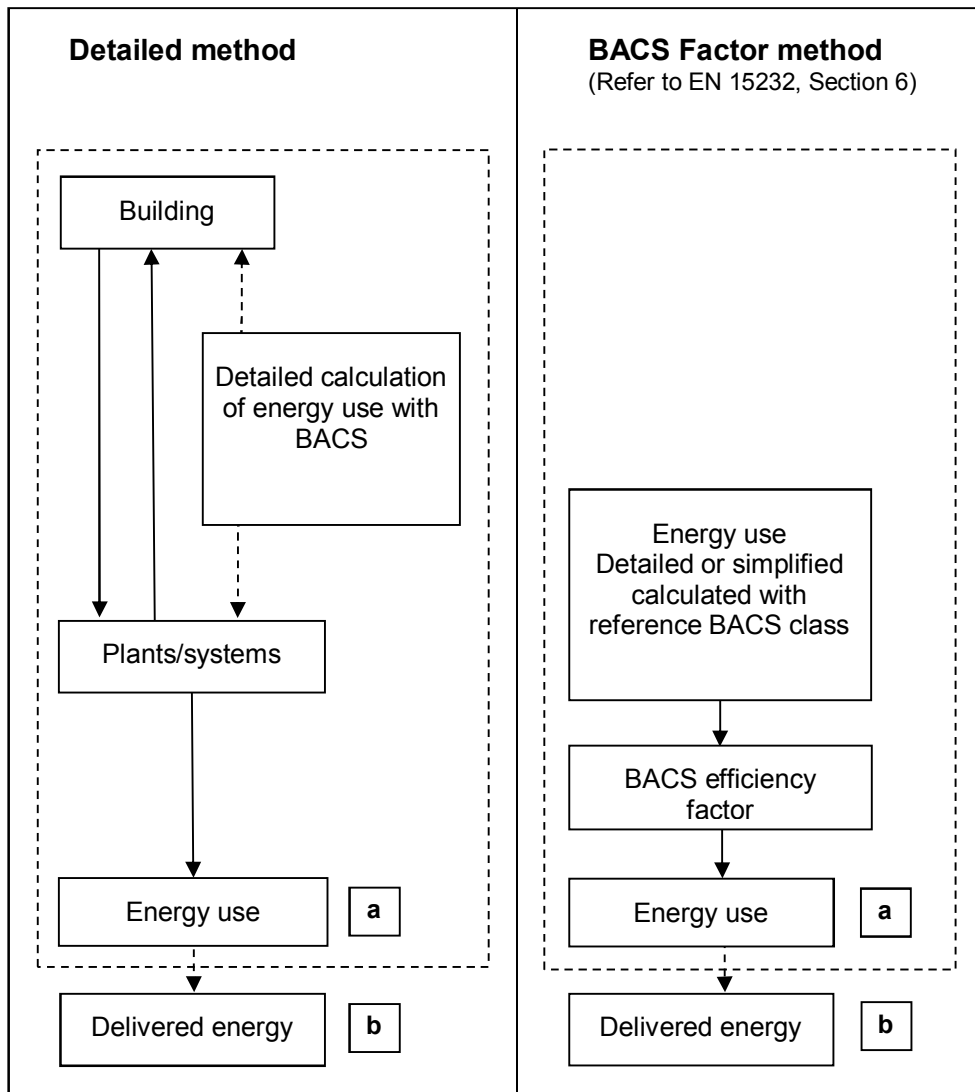 Detailed method
Building
Detailed calculation
of energy use with
BACS
Plants/systems
Energy use
a
Delivered energy
b
BACS Factor method
(Refer to EN 15232, Section 6)
Energy use
Detailed or simplified
calculated with
reference BACS class
BACS efficiency
factor
Energy use
a
Delivered energy
b